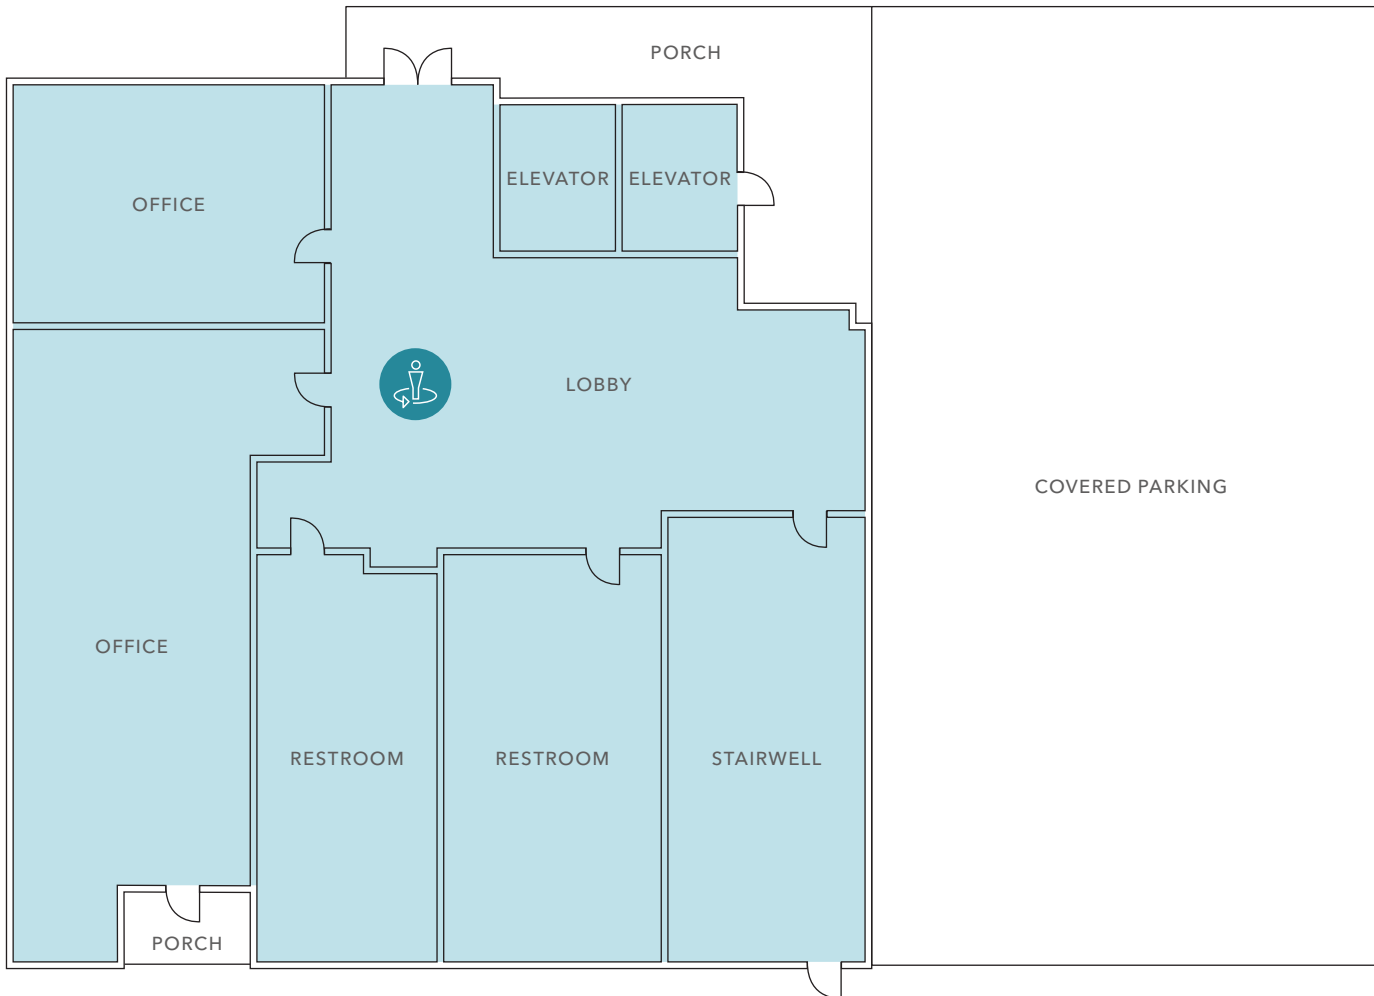 PORCH
ELEVATOR ELEVATOR
OFFICE
LOBBY
COVERED PARKING
OFFICE
RESTROOM RESTROOM STAIRWELL
PORCH